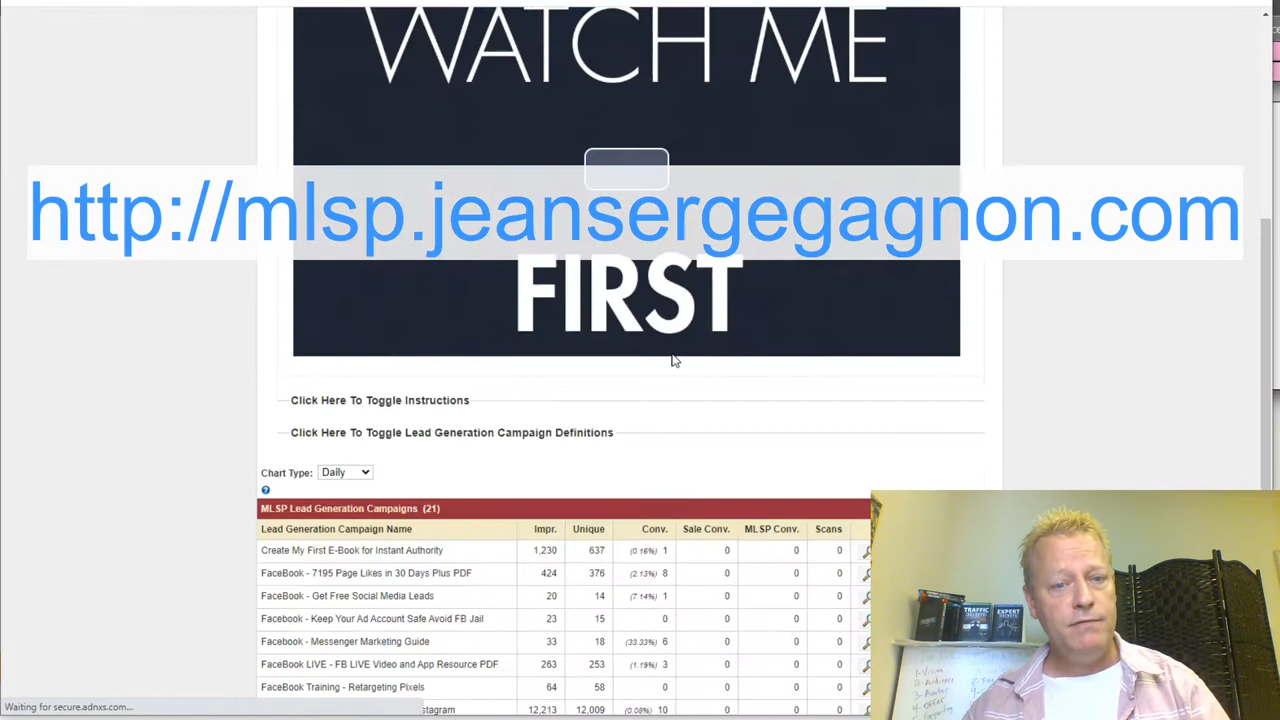 WATCH ME
http://mlsp.jeansergegagnon.com
FIRST
Click Here To Toggle Instructions
Click Here To Toggle Lead Generation Campaign Definitions
Chart Type: Daily
MLSP Lead Generation Campaigns (21)
Lead Generation Campaign Name Impr. Unique Conv. Sale Conv. MLSP Conv. Scans
Create My First E-Book for Instant Authority 1,230 637 (0.16%) 1 0 0 0
FaceBook - 7195 Page Likes in 30 Days Plus PDF 424 376 (2.13%) 8 0 0 0
FaceBook - Get Free Social Media Leads 20 14 (7.14%) 1 0 0 0
FaceBook - Keep Your Ad Account Safe Avoid FB Jail 23 15 0 0 0 0
Facebook - Messenger Marketing Guide 33 18 (33.33%) 6 0 0 0
FaceBook LIVE - FB LIVE Video and App Resource PDF 263 253 (1.19%) 3 0 0 0
FaceBook Training - Retargeting Pixels 64 58 0 0 0 0
stagram 12,213 12,009 (0.08%) 10 0 0 0
Waiting for secure.adnxs.com...
TRAFFIC
SECRETS
EXPERT
SECRETS
1-Vision